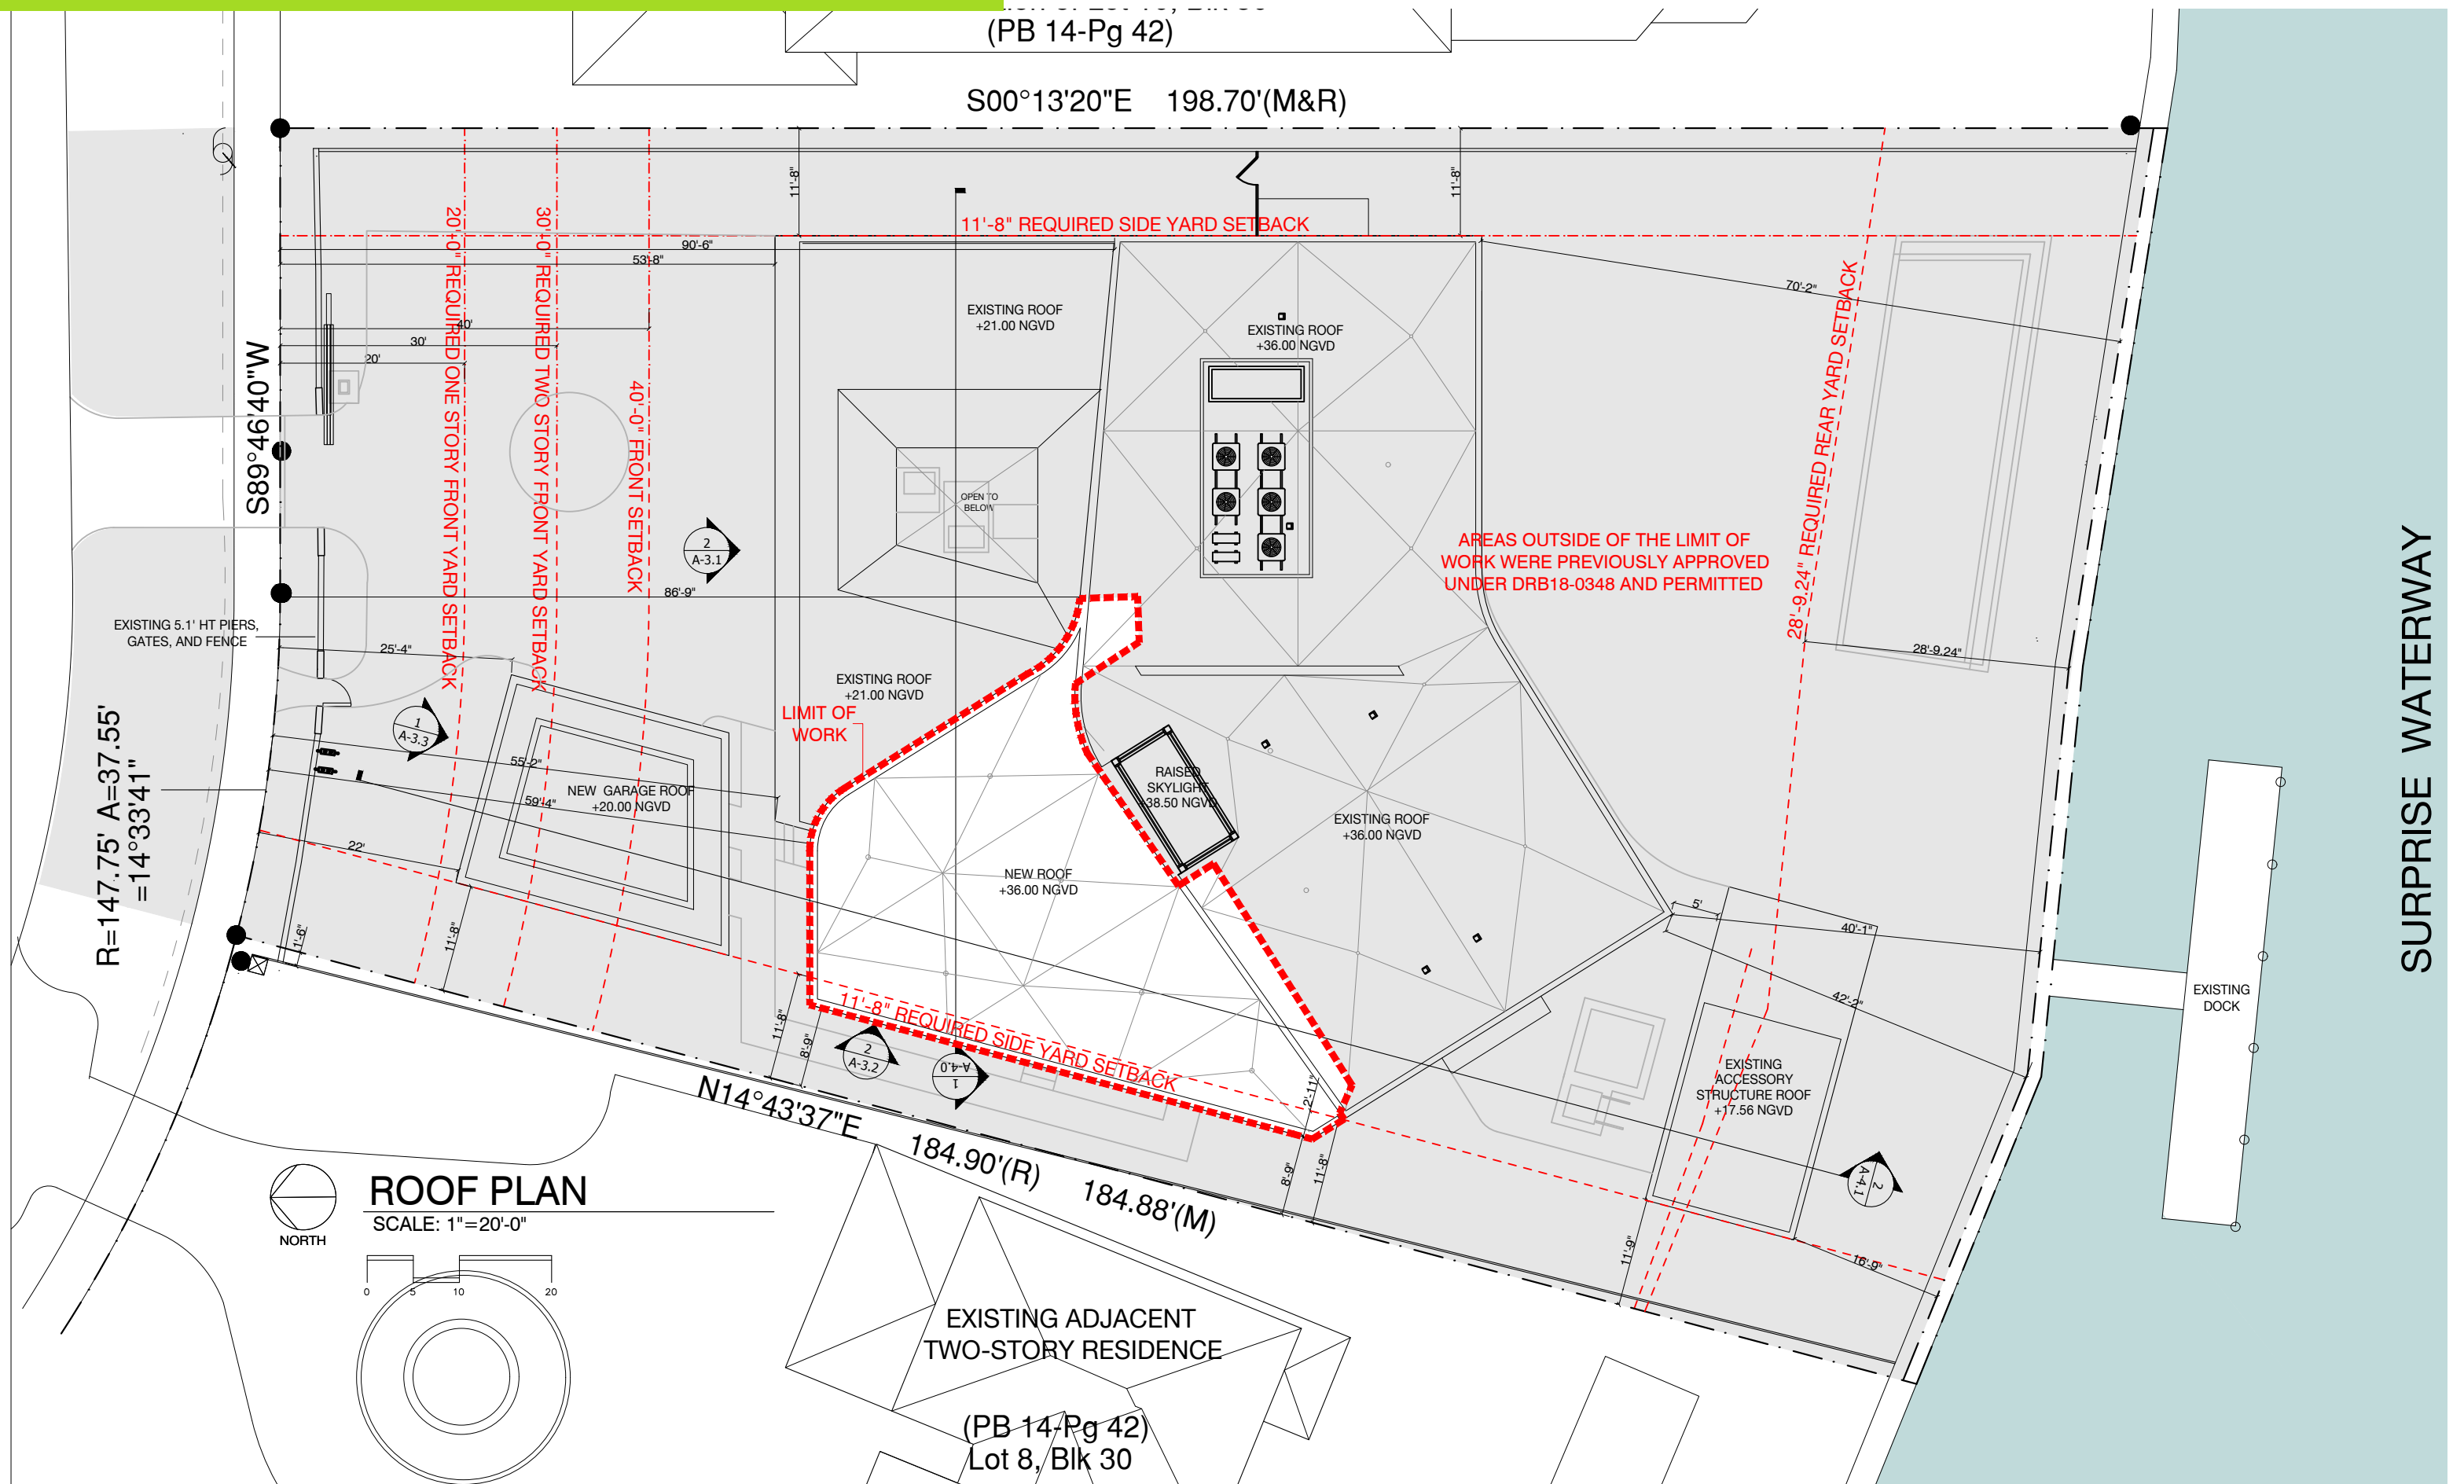 (PB 14-Pg 42)
S00°13'20"E 198.70'(M&R)
11'-8"
11'-8"
11'-8" REQUIRED SIDE YARD SETBACK
90'-6"
53'-8"
20'-0" REQUIRED ONE STORY FRONT YARD SETBACK
30'-0" REQUIRED TWO STORY FRONT YARD SETBACK
40'-0" FRONT SETBACK
40'
30'
20'
S89°46'40"W
EXISTING ROOF
+21.00 NGVD
EXISTING ROOF
+36.00 NGVD
70'-2"
28'-9.24" REQUIRED REAR YARD SETBACK
OPEN TO
BELOW
2
A-3.1
AREAS OUTSIDE OF THE LIMIT OF
WORK WERE PREVIOUSLY APPROVED
UNDER DRB18-0348 AND PERMITTED
86'-9"
EXISTING 5.1' HT PIERS,
GATES, AND FENCE
25'-4"
28'-9.24"
SURPRISE WATERWAY
EXISTING ROOF
+21.00 NGVD
LIMIT OF
WORK
1
A-3.3
R=147.75' A=37.55'
=14°33'41"
55'-2"
59'-4"
NEW GARAGE ROOF
+20.00 NGVD
RAISED
SKYLIGHT
+38.50 NGVD
EXISTING ROOF
+36.00 NGVD
22'
NEW ROOF
+36.00 NGVD
5'
40'-1"
42'-2"
11'-8"
EXISTING
DOCK
11'-8"
8'-9"
11'-8" REQUIRED SIDE YARD SETBACK
2
A-3.2
1
A-4.0
2'-11"
EXISTING
ACCESSORY
STRUCTURE ROOF
+17.56 NGVD
2
A-4.1
N14°43'37"E 184.90'(R) 184.88'(M)
8'-9"
11'-8"
11'-9"
16'-9"
NORTH
ROOF PLAN
SCALE: 1"=20'-0"
0 5 10 20
EXISTING ADJACENT
TWO-STORY RESIDENCE
(PB 14-Pg 42)
Lot 8, Blk 30